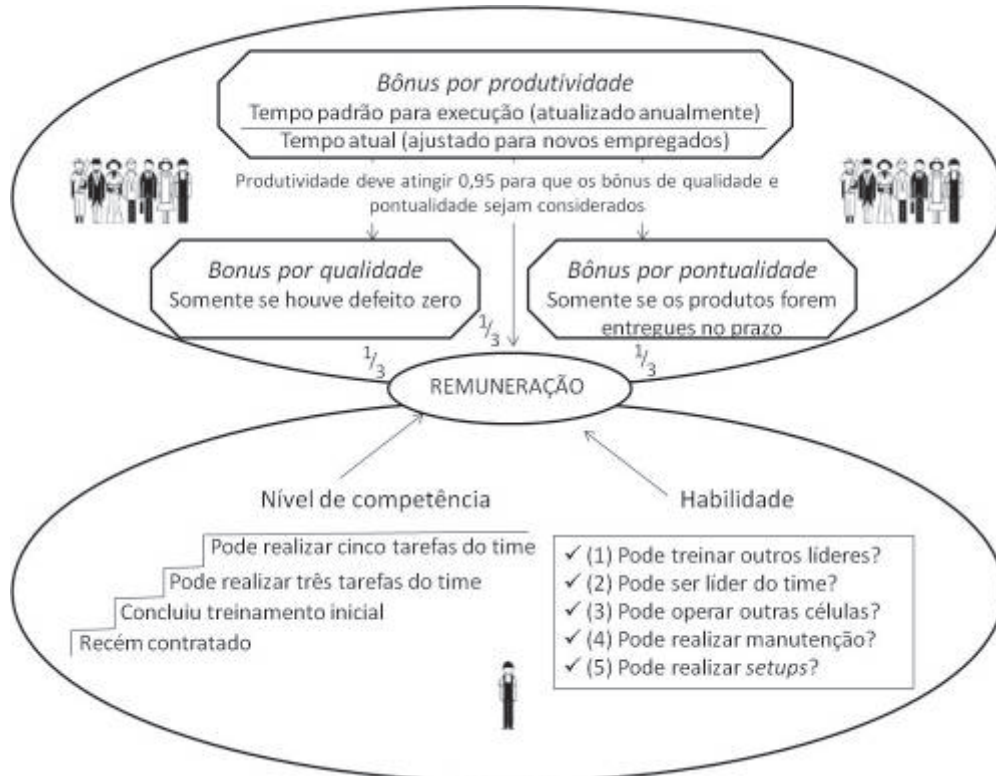 Bônus por produtividade
Tempo padrão para execução (atualizado anualmente)
Tempo atual (ajustado para novos empregados)
Produtividade deve atingir 0,95 para que os bônus de qualidade e
pontualidade sejam considerados
Bonus por qualidade
Somente se houve defeito zero
Bônus por pontualidade
Somente se os produtos forem
entregues no prazo
1/3
1/3
1/3
REMUNERAÇÃO
Nível de competência
Pode realizar cinco tarefas do time
Pode realizar três tarefas do time
Concluiu treinamento inicial
Recém contratado
Habilidade
✓ (1) Pode treinar outros líderes?
✓ (2) Pode ser líder do time?
✓ (3) Pode operar outras células?
✓ (4) Pode realizar manutenção?
✓ (5) Pode realizar setups?